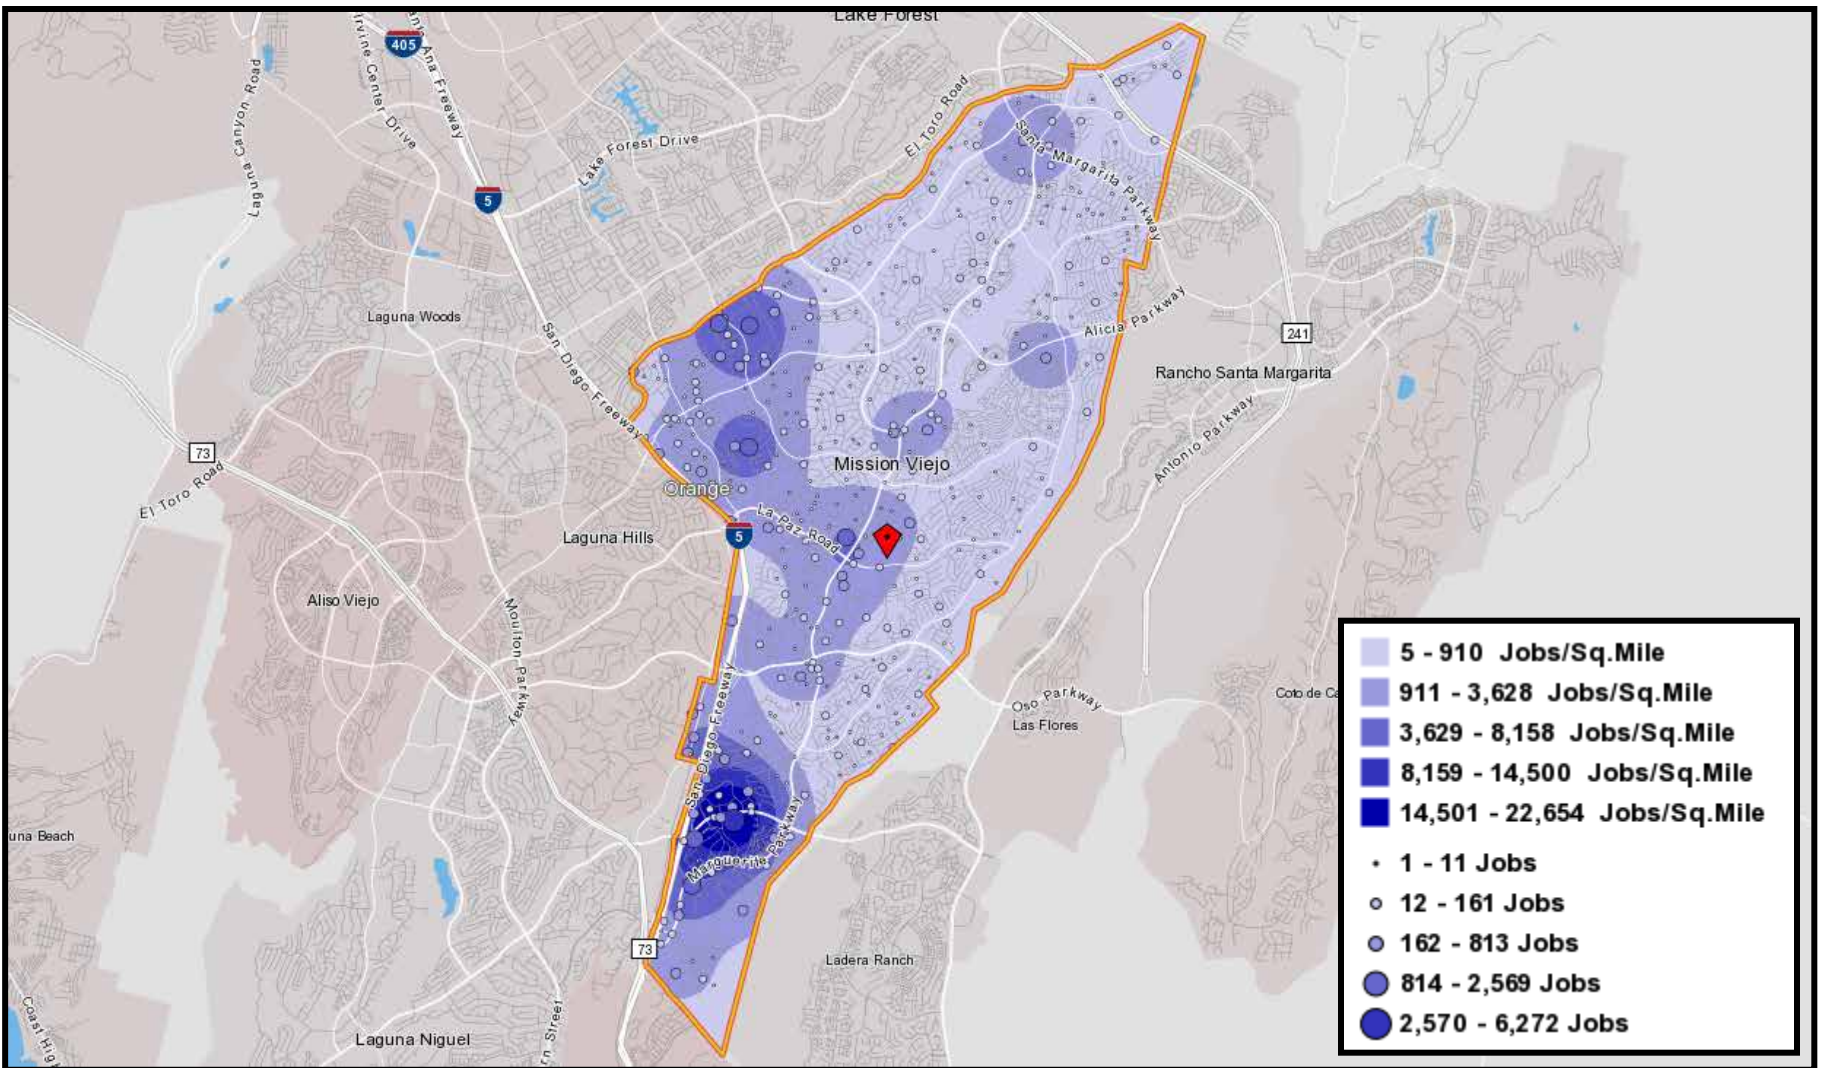 Lake Forest
405
Santa Ana Freeway
Irvine Center Drive
Laguna Canyon Road
El Toro Road
Lake Forest Drive
Santa Margarita Parkway
5
Laguna Woods
San Diego Freeway
Alicia Parkway
241
Rancho Santa Margarita
Antonio Parkway
73
El Toro Road
Mission Viejo
Orange
La Paz Road
5
Laguna Hills
Aliso Viejo
Moulton Parkway
San Diego Freeway
Oso Parkway
Las Flores
Coto de Ca
Marguerite Parkway
una Beach
73
Ladera Ranch
Coast High
Laguna Niguel
rn Street
5 - 910 Jobs/Sq.Mile
911 - 3,628 Jobs/Sq.Mile
3,629 - 8,158 Jobs/Sq.Mile
8,159 - 14,500 Jobs/Sq.Mile
14,501 - 22,654 Jobs/Sq.Mile
1 - 11 Jobs
12 - 161 Jobs
162 - 813 Jobs
814 - 2,569 Jobs
2,570 - 6,272 Jobs